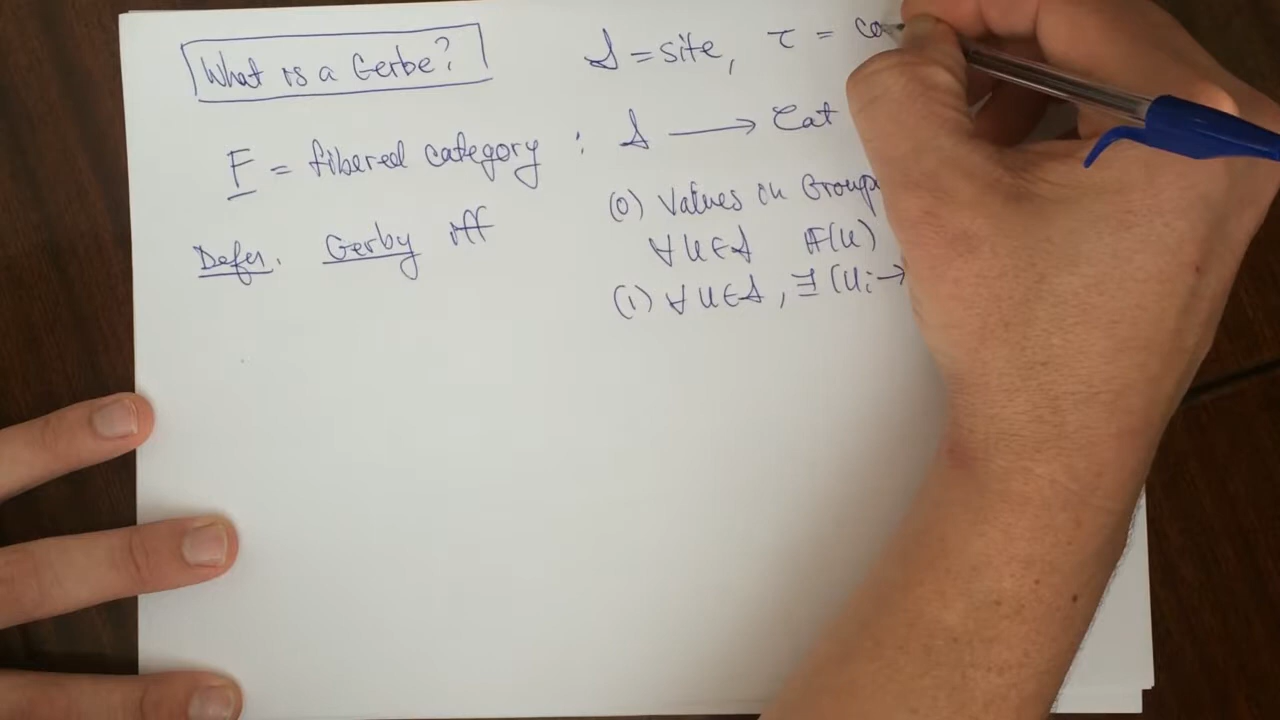 What is a Gerbe?
S = site, τ = co
F = fibered category : S → Cat
(0) Values in Group
Defn. Gerby iff
∀ U ∈ S F(U)
(1) ∀ U ∈ S, ∃ (Ui →